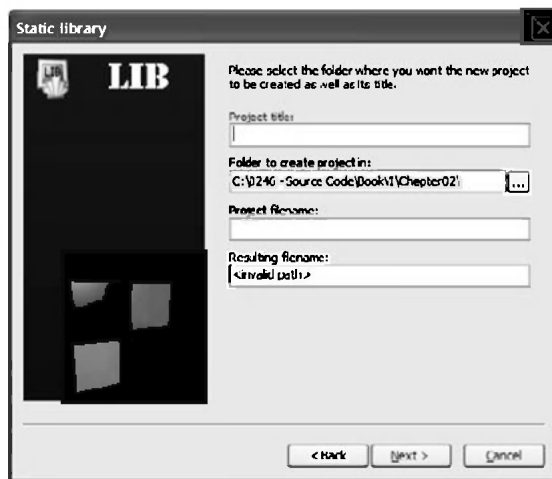 Static library
LIB
LIB
Please select the folder where you want the new project
to be created as well as its title.
Project title:
Folder to create project in:
C:\0246 -Source Code\Book\1\Chepter02\
...
Project filename:
Resulting filename:
<invalid path>
< Back
Next >
Cancel